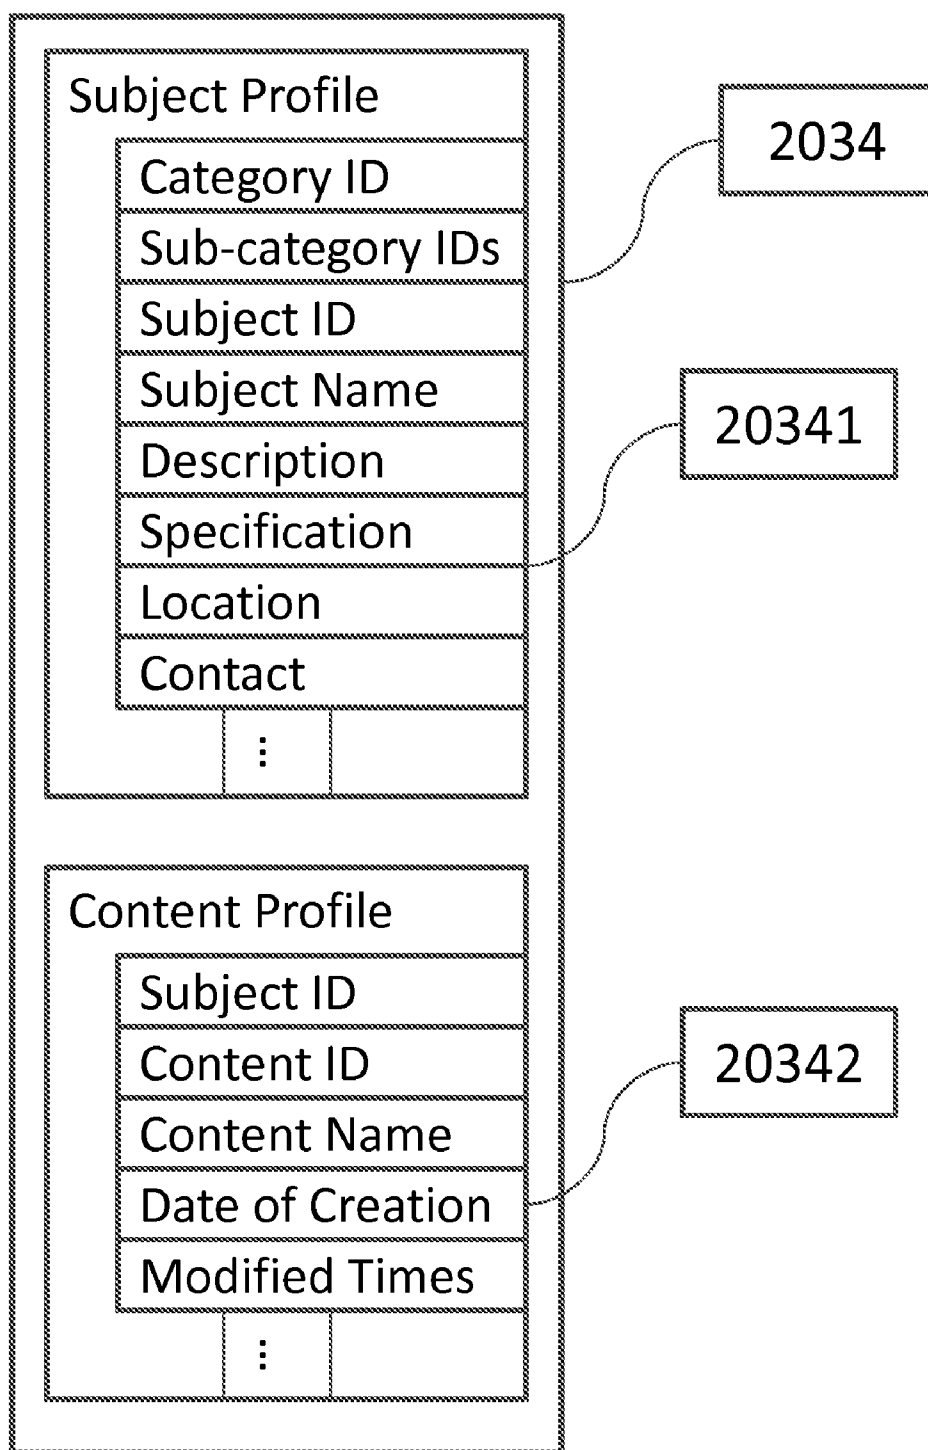 Subject Profile
Category ID
Sub-category IDs
Subject ID
Subject Name
Description
Specification
Location
Contact
...
2034
20341
Content Profile
Subject ID
Content ID
Content Name
Date of Creation
Modified Times
...
20342